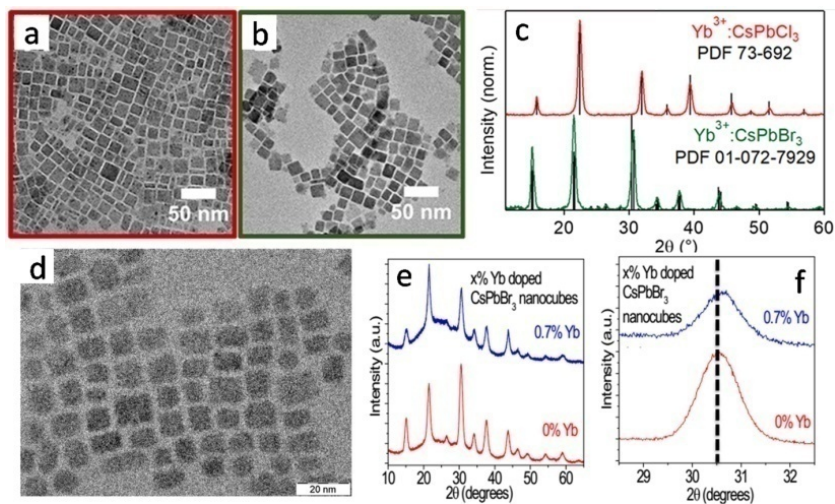 a
50 nm
b
50 nm
c
Intensity (norm.)
Yb³⁺:CsPbCl₃
PDF 73-692
Yb³⁺:CsPbBr₃
PDF 01-072-7929
22 30 40 50 60
2θ (°)
d
20 nm
e
Intensity (a.u.)
x% Yb doped
CsPbBr₃
nanocubes
0.7% Yb
0% Yb
10 20 30 40 50 60
2θ (degrees)
f
Intensity (a.u.)
x% Yb doped
CsPbBr₃
nanocubes
0.7% Yb
0% Yb
29 30 31 32
2θ (degrees)